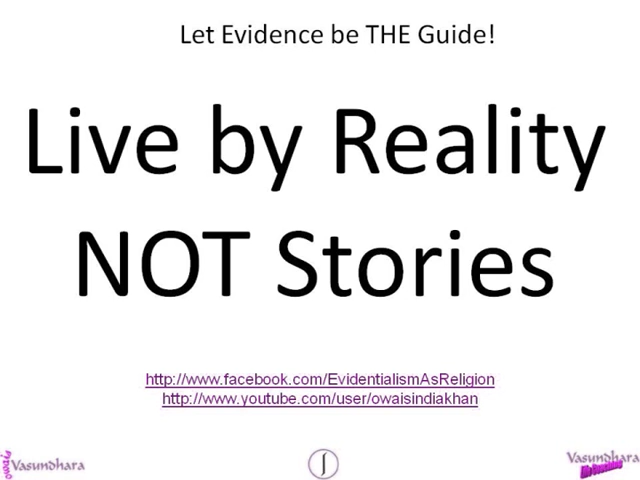 Let Evidence be THE Guide!
Live by Reality
NOT Stories
http://www.facebook.com/EvidentialismAsReligion
http://www.youtube.com/user/owaisindiakhan
Vasundhara
Vasundhara